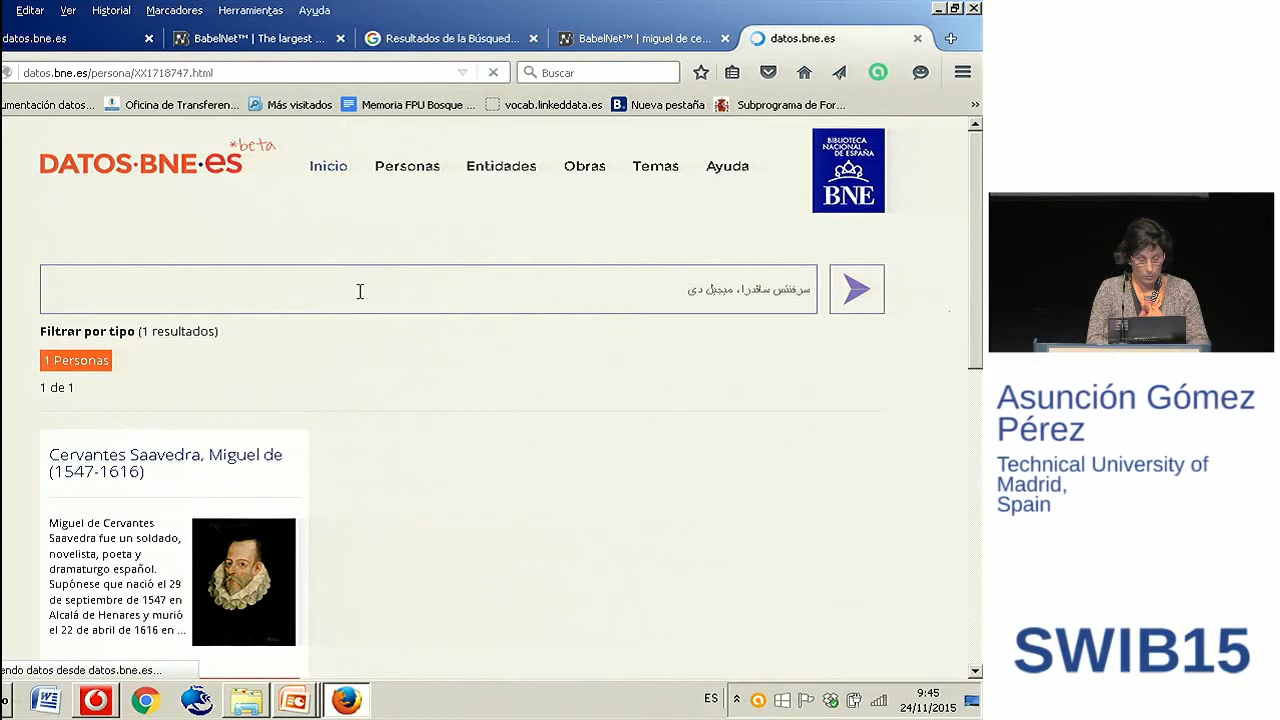 Editar Ver Historial Marcadores Herramientas Ayuda
datos.bne.es
BabelNet™ | The largest ...
Resultados de la Búsqued...
BabelNet™ | miguel de ce...
datos.bne.es
datos.bne.es/persona/XX1718747.html
Buscar
umentación datos...
Oficina de Transferen...
Más visitados
Memoria FPU Bosque ...
vocab.linkeddata.es
B. Nueva pestaña
Subprograma de For...
DATOS·BNE·es *beta
Inicio Personas Entidades Obras Temas Ayuda
BIBLIOTECA
NACIONAL
DE ESPAÑA
BNE
سرفنتس سافدرا، ميجيل دى
Filtrar por tipo (1 resultados)
1 Personas
1 de 1
Cervantes Saavedra, Miguel de
(1547-1616)
Miguel de Cervantes
Saavedra fue un soldado,
novelista, poeta y
dramaturgo español.
Supónese que nació el 29
de septiembre de 1547 en
Alcalá de Henares y murió
el 22 de abril de 1616 en ...
endo datos desde datos.bne.es...
ES
9:45
24/11/2015
Asunción Gómez
Pérez
Technical University of
Madrid,
Spain
SWIB15